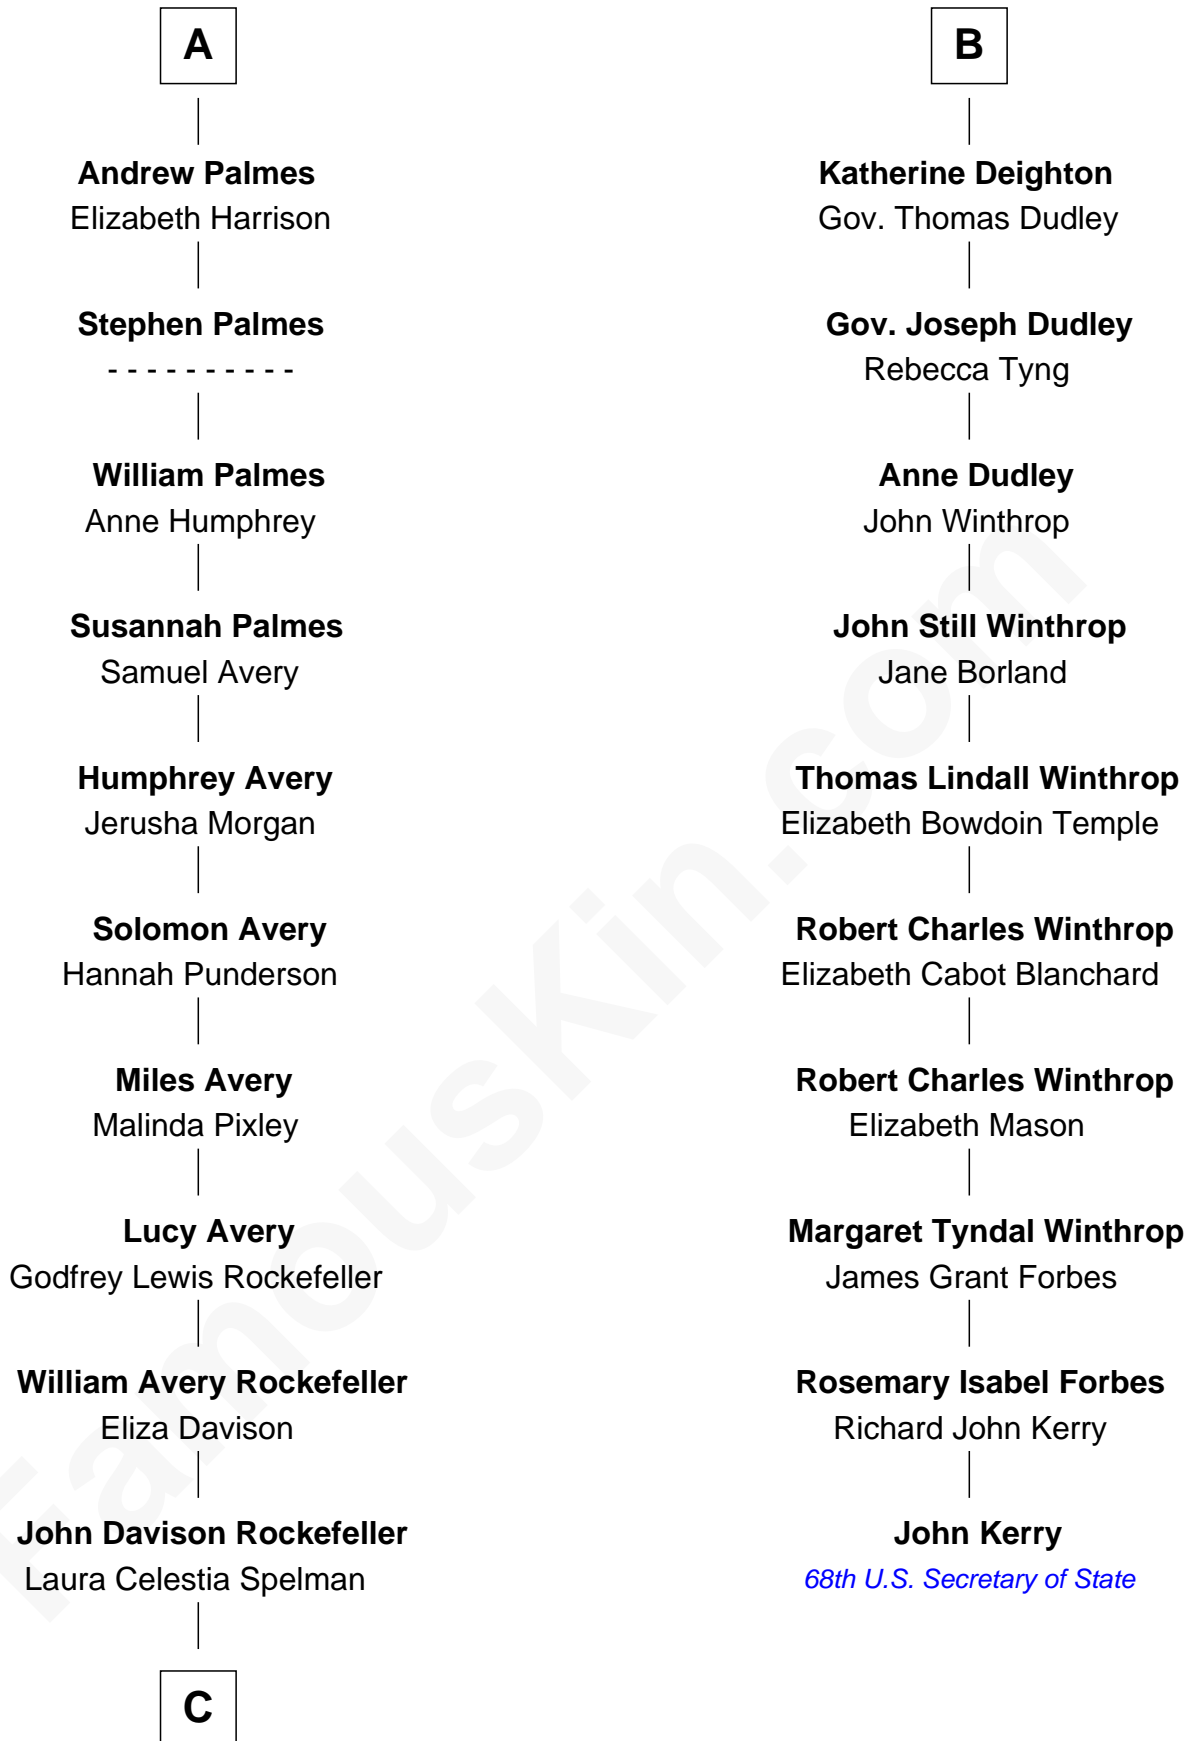 A
Andrew Palmes
Elizabeth Harrison
Stephen Palmes
- - - - - - - - - -
William Palmes
Anne Humphrey
Susannah Palmes
Samuel Avery
Humphrey Avery
Jerusha Morgan
Solomon Avery
Hannah Punderson
Miles Avery
Malinda Pixley
Lucy Avery
Godfrey Lewis Rockefeller
William Avery Rockefeller
Eliza Davison
John Davison Rockefeller
Laura Celestia Spelman
C
B
Katherine Deighton
Gov. Thomas Dudley
Gov. Joseph Dudley
Rebecca Tyng
Anne Dudley
John Winthrop
John Still Winthrop
Jane Borland
Thomas Lindall Winthrop
Elizabeth Bowdoin Temple
Robert Charles Winthrop
Elizabeth Cabot Blanchard
Robert Charles Winthrop
Elizabeth Mason
Margaret Tyndal Winthrop
James Grant Forbes
Rosemary Isabel Forbes
Richard John Kerry
John Kerry
68th U.S. Secretary of State
FamousKin.com